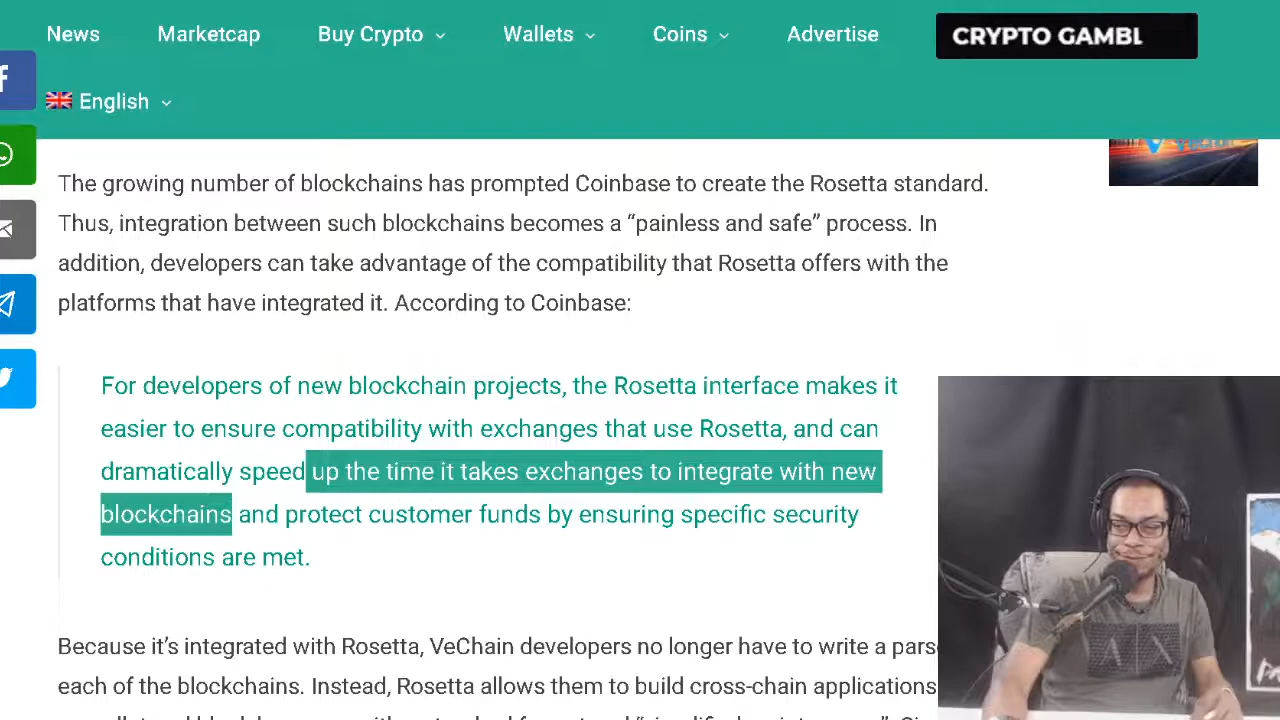 News Marketcap Buy Crypto Wallets Coins Advertise CRYPTO GAMBL
English
The growing number of blockchains has prompted Coinbase to create the Rosetta standard.
Thus, integration between such blockchains becomes a “painless and safe” process. In
addition, developers can take advantage of the compatibility that Rosetta offers with the
platforms that have integrated it. According to Coinbase:
For developers of new blockchain projects, the Rosetta interface makes it
easier to ensure compatibility with exchanges that use Rosetta, and can
dramatically speed up the time it takes exchanges to integrate with new
blockchains and protect customer funds by ensuring specific security
conditions are met.
Because it’s integrated with Rosetta, VeChain developers no longer have to write a
each of the blockchains. Instead, Rosetta allows them to build cross-chain applications